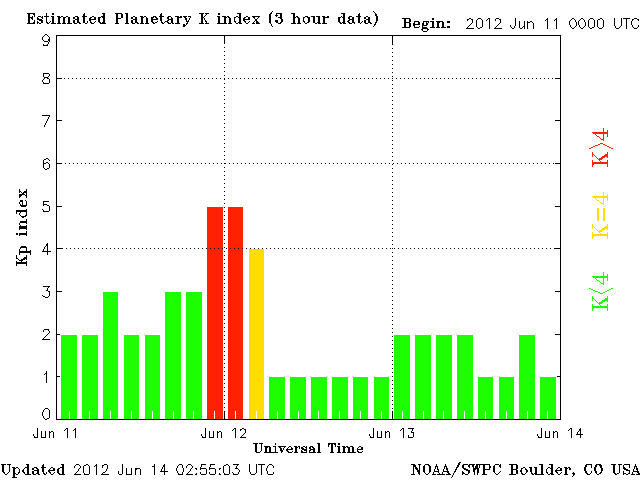 Estimated Planetary K index (3 hour data) Begin: 2012 Jun 11 0000 UTC
9
8
7
6
5
4
3
2
1
0
Kp index
K>4
K=4
K<4
Jun 11 Jun 12 Jun 13 Jun 14
Universal Time
Updated 2012 Jun 14 02:55:03 UTC NOAA/SWPC Boulder, CO USA